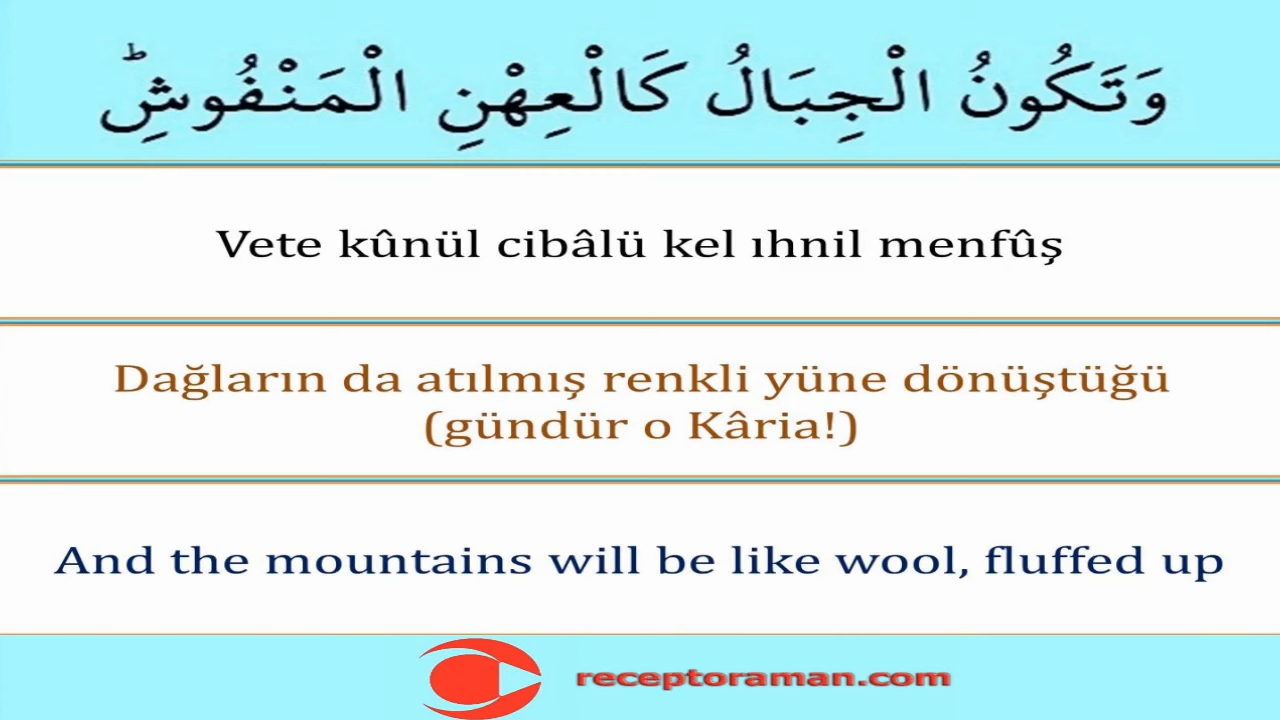 وَتَكُونُ الْجِبَالُ كَالْعِهْنِ الْمَنْفُوشِۜؕ
Vete kûnül cibâlü kel ıhnil menfûş
Dağların da atılmış renkli yüne dönüştüğü
(gündür o Kâria!)
And the mountains will be like wool, fluffed up
receptoraman.com